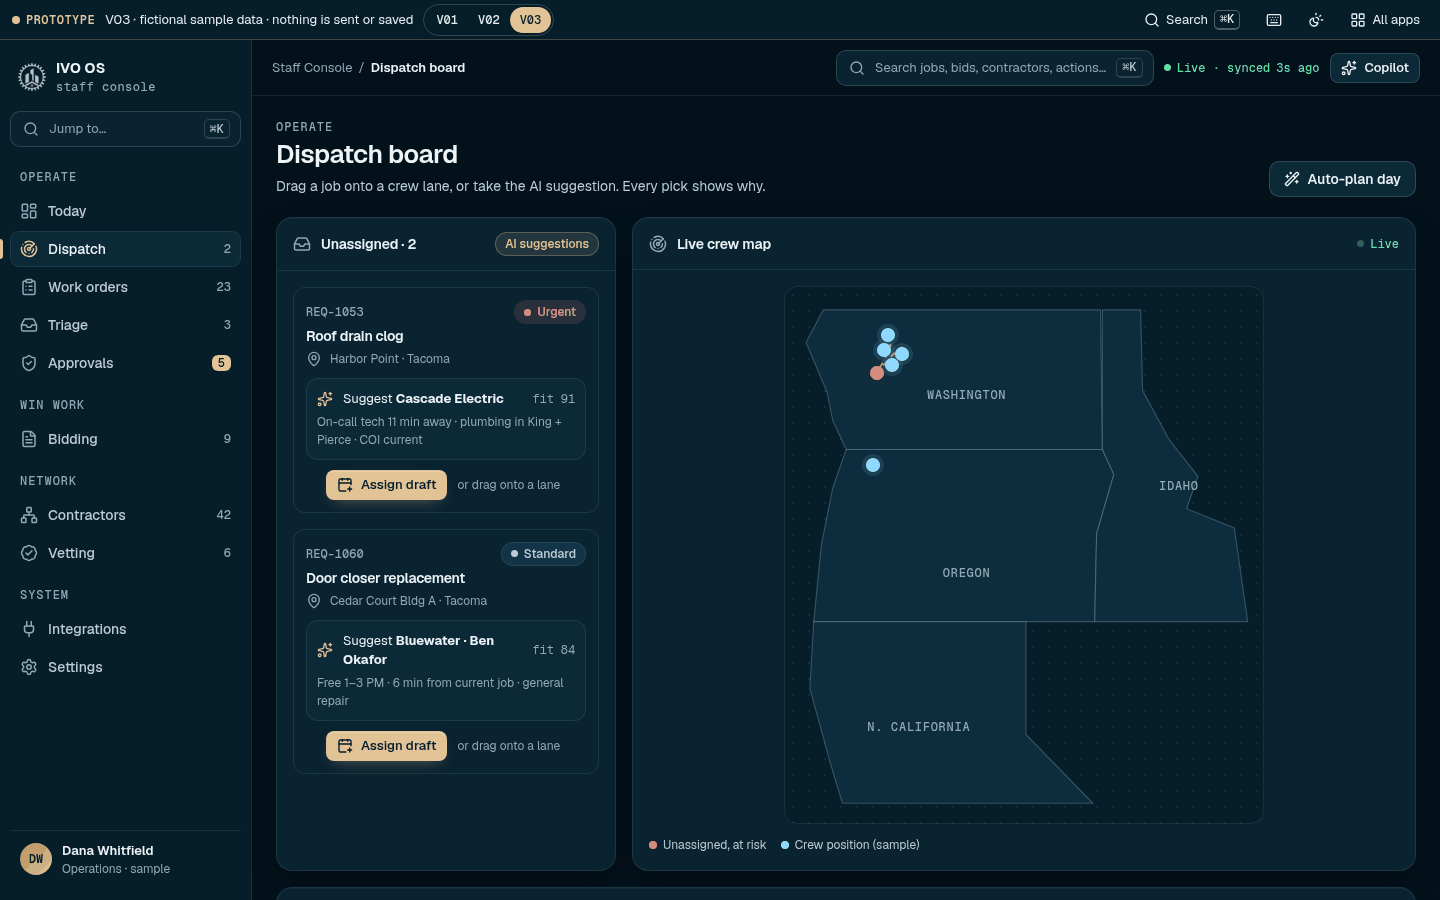 PROTOTYPE V03 · fictional sample data · nothing is sent or saved V01 V02 V03
Search ⌘K All apps
IVO OS
staff console
Jump to… ⌘K
OPERATE
Today
Dispatch 2
Work orders 23
Triage 3
Approvals 5
WIN WORK
Bidding 9
NETWORK
Contractors 42
Vetting 6
SYSTEM
Integrations
Settings
DW
Dana Whitfield
Operations · sample
Staff Console / Dispatch board
Search jobs, bids, contractors, actions… ⌘K
Live · synced 3s ago
Copilot
OPERATE
Dispatch board
Drag a job onto a crew lane, or take the AI suggestion. Every pick shows why.
Auto-plan day
Unassigned · 2
AI suggestions
REQ-1053
Urgent
Roof drain clog
Harbor Point · Tacoma
Suggest Cascade Electric
fit 91
On-call tech 11 min away · plumbing in King +
Pierce · COI current
Assign draft
or drag onto a lane
REQ-1060
Standard
Door closer replacement
Cedar Court Bldg A · Tacoma
Suggest Bluewater · Ben
Okafor
fit 84
Free 1–3 PM · 6 min from current job · general
repair
Assign draft
or drag onto a lane
Live crew map
Live
WASHINGTON
IDAHO
OREGON
N. CALIFORNIA
Unassigned, at risk
Crew position (sample)